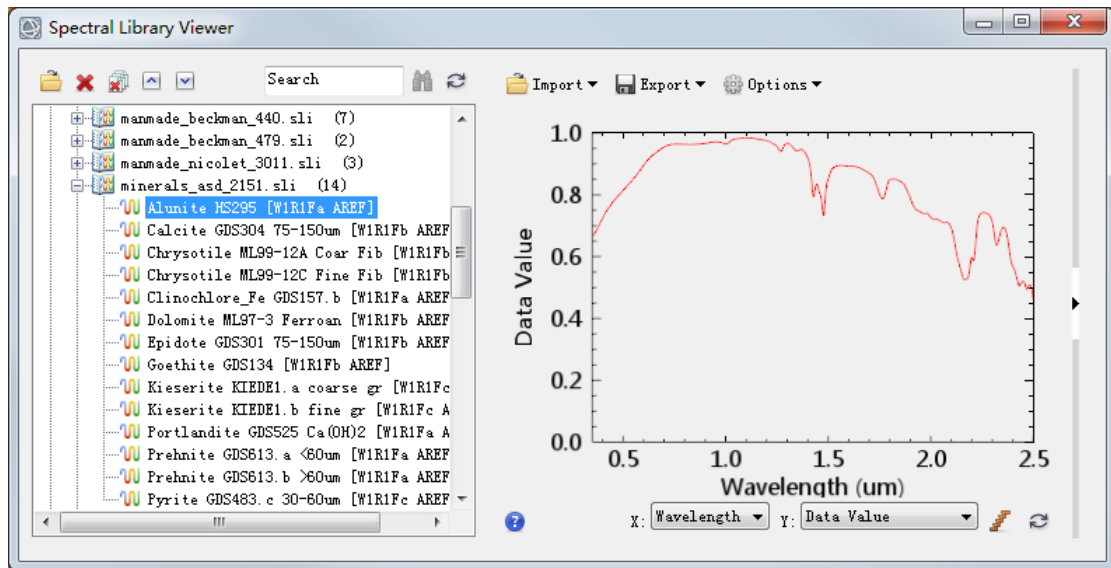 Spectral Library Viewer
Search
Import Export Options
manmade_beckman_440.sli (7)
manmade_beckman_479.sli (2)
manmade_nicolet_3011.sli (3)
minerals_asd_2151.sli (14)
Alunite HS295 [W1R1Fa AREF]
Calcite GDS304 75-150um [W1R1Fb AREF
Chrysotile ML99-12A Coar Fib [W1R1Fb
Chrysotile ML99-12C Fine Fib [W1R1Fb
Clinochlore_Fe GDS157.b [W1R1Fa AREF
Dolomite ML97-3 Ferroan [W1R1Fb AREF
Epidote GDS301 75-150um [W1R1Fb AREF
Goethite GDS134 [W1R1Fb AREF]
Kieserite KIEDE1.a coarse gr [W1R1Fc
Kieserite KIEDE1.b fine gr [W1R1Fc A
Portlandite GDS525 Ca(OH)2 [W1R1Fa A
Prehnite GDS613.a <60um [W1R1Fa AREF
Prehnite GDS613.b >60um [W1R1Fa AREF
Pyrite GDS483.c 30-60um [W1R1Fc AREF
Data Value
1.0
0.8
0.6
0.4
0.2
0.0
0.5 1.0 1.5 2.0 2.5
Wavelength (um)
X: Wavelength Y: Data Value